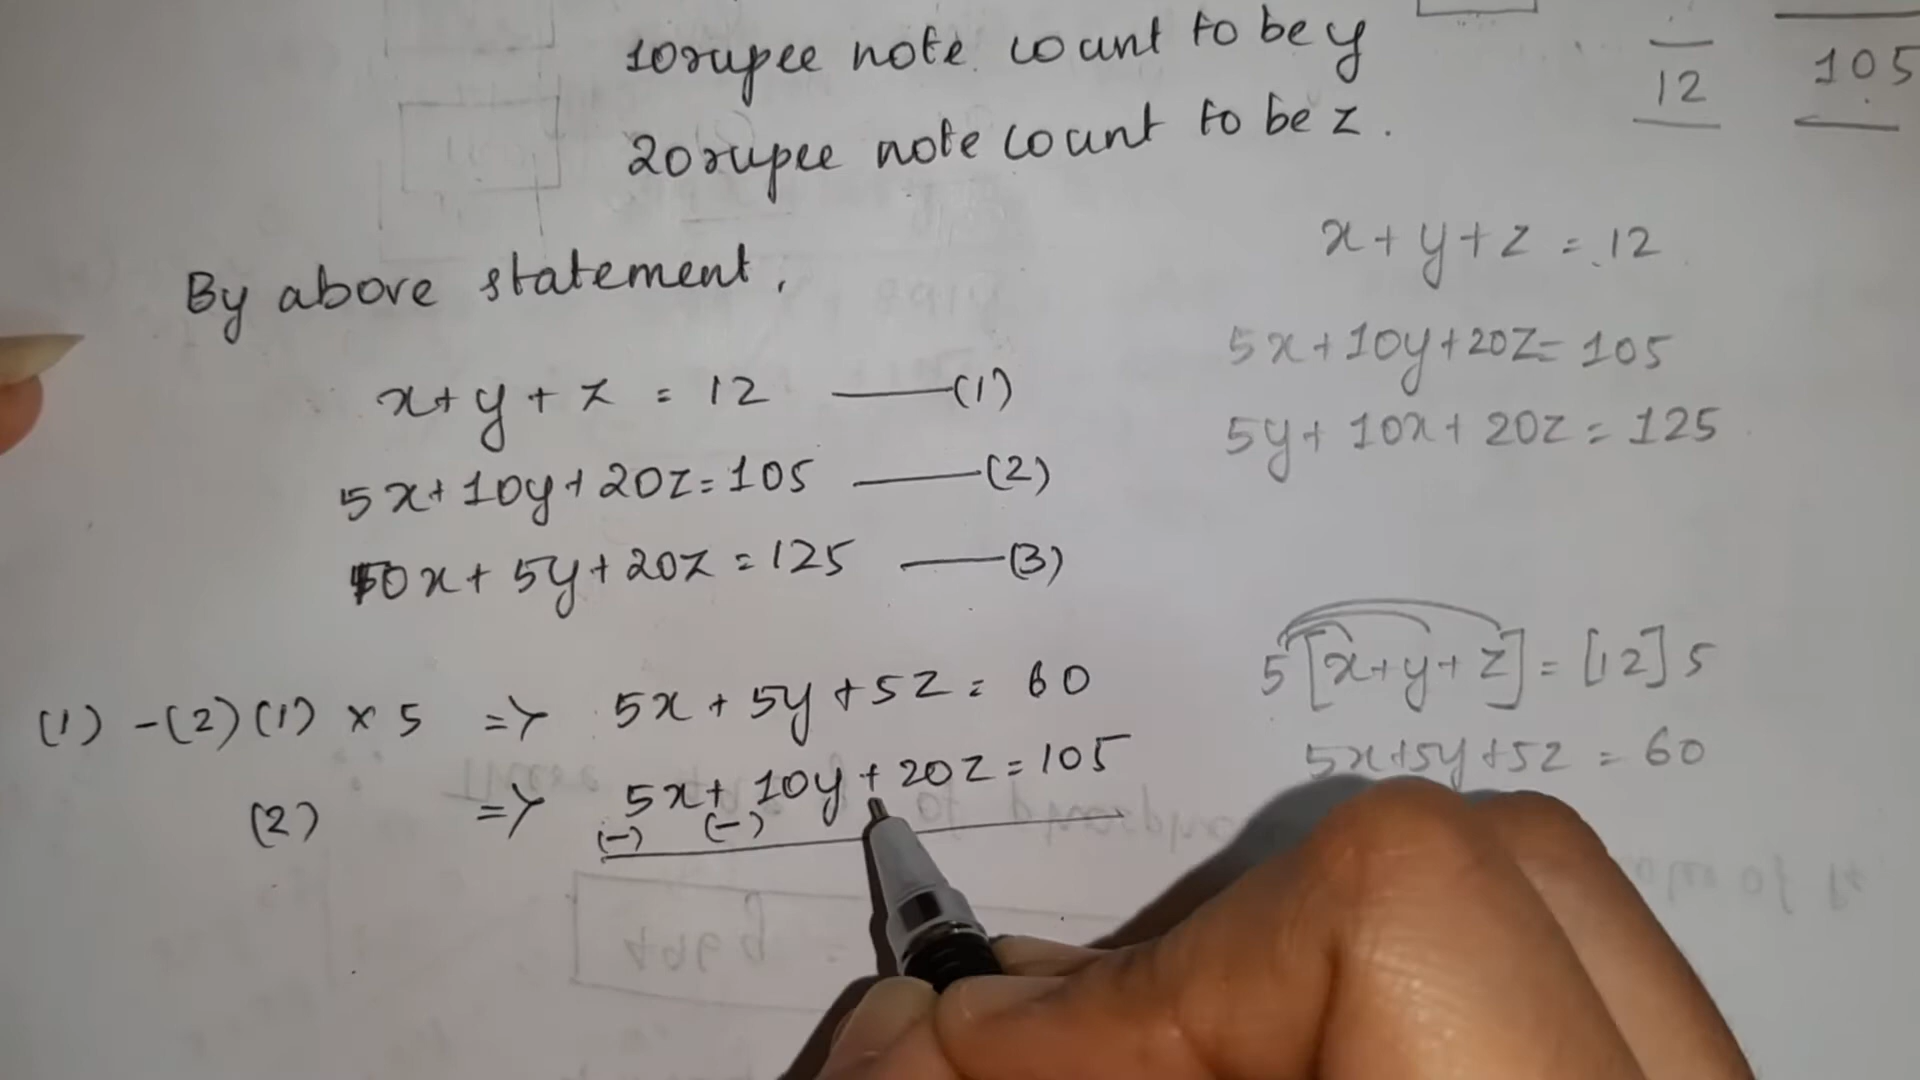 10rupee note count to be y
20rupee note count to be z.
12
105
By above statement,
x+y+z = 12 ——(1)
5x+10y+20z=105 ——(2)
10x+5y+20z=125 ——(3)
x+y+z=12
5x+10y+20z=105
5y+10x+20z=125
5[x+y+z]=[12]5
5x+5y+5z=60
(1)-(2) (1)×5 => 5x+5y+5z=60
(2) => 5x+10y+20z=105
(-) (-)